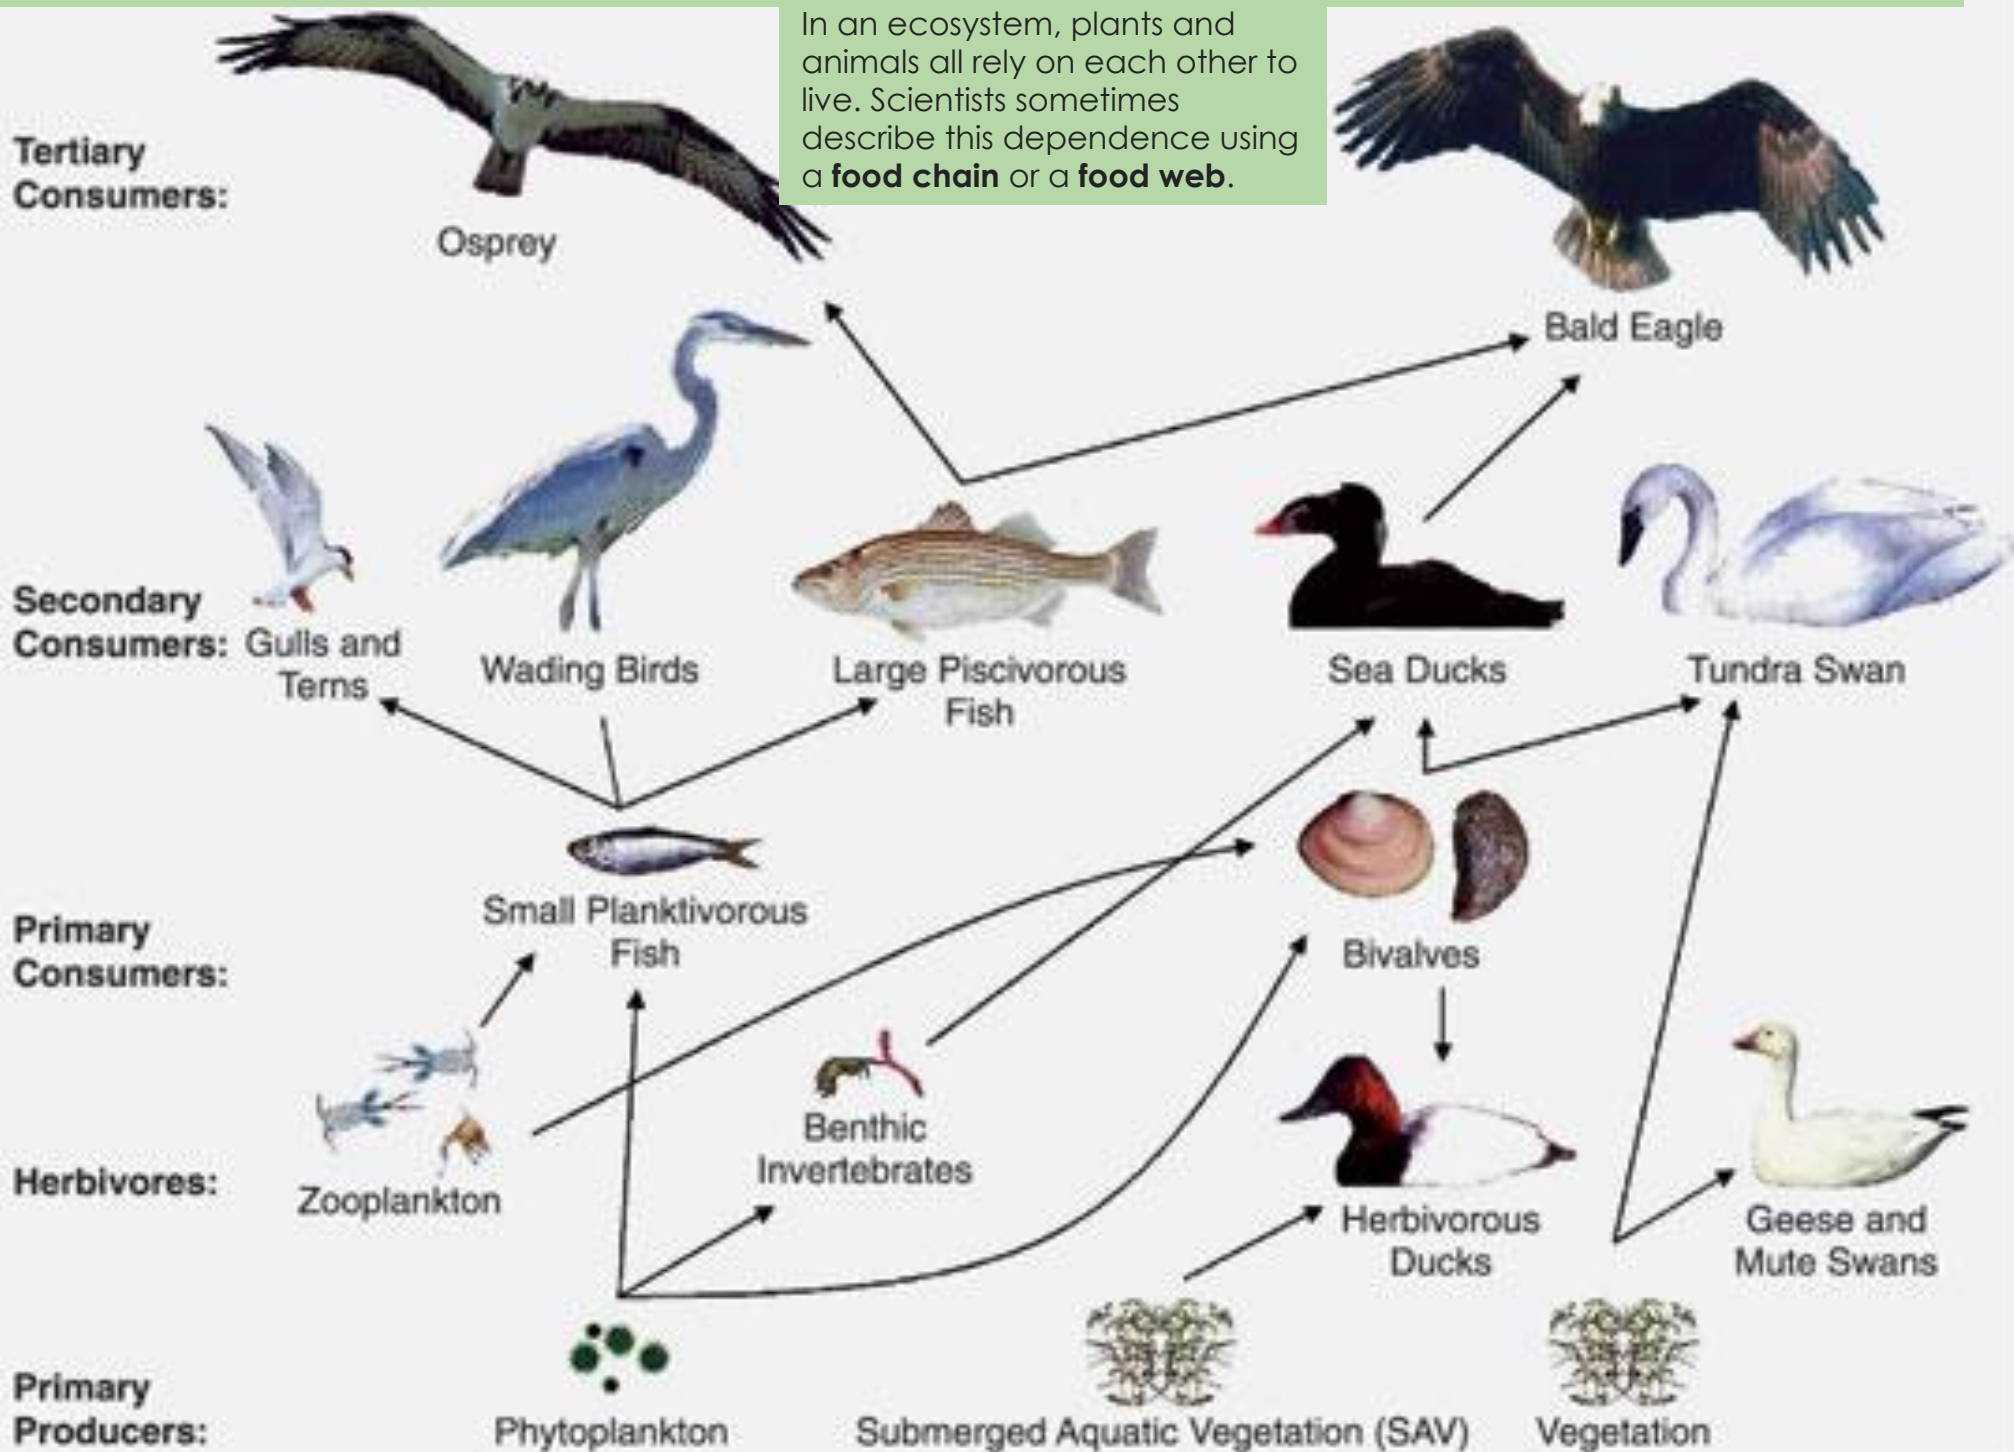 In an ecosystem, plants and
animals all rely on each other to
live. Scientists sometimes
describe this dependence using
a food chain or a food web.
Tertiary
Consumers:
Osprey
Bald Eagle
Secondary
Consumers:
Gulls and
Terns
Wading Birds
Large Piscivorous
Fish
Sea Ducks
Tundra Swan
Primary
Consumers:
Small Planktivorous
Fish
Bivalves
Herbivores:
Zooplankton
Benthic
Invertebrates
Herbivorous
Ducks
Geese and
Mute Swans
Primary
Producers:
Phytoplankton
Submerged Aquatic Vegetation (SAV)
Vegetation